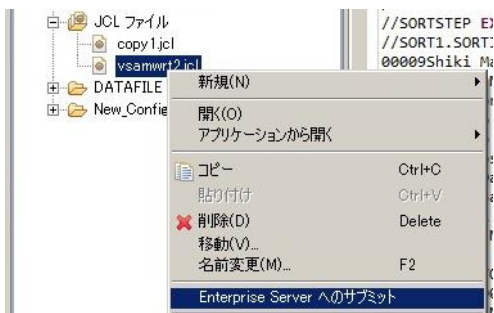 JCL ファイル
copy1.jcl
vsamwrt2.jcl
DATAFILE
New_Config
//SORTSTEP
//SORT1.
00009Shiki Ma
新規(N)
開く(O)
アプリケーションから開く
コピー Ctrl+C
貼り付け Ctrl+V
削除(D) Delete
移動(V)...
名前変更(M)... F2
Enterprise Server へのサブミット